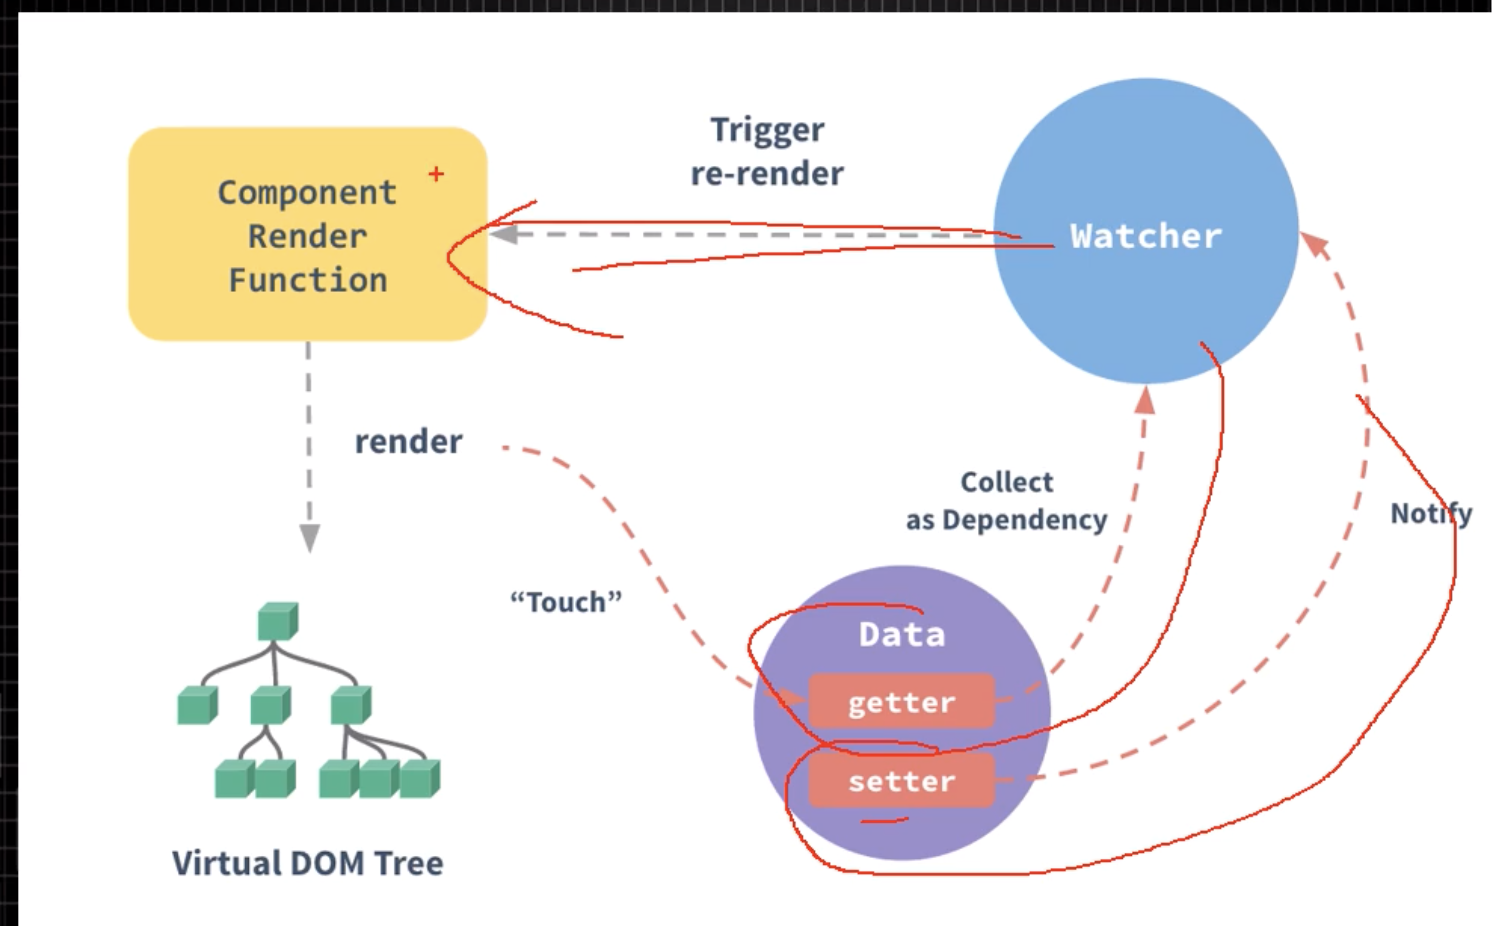 Trigger
re-render
Component
Render
Function
Watcher
render
Collect
as Dependency
Notify
“Touch”
Data
getter
setter
Virtual DOM Tree